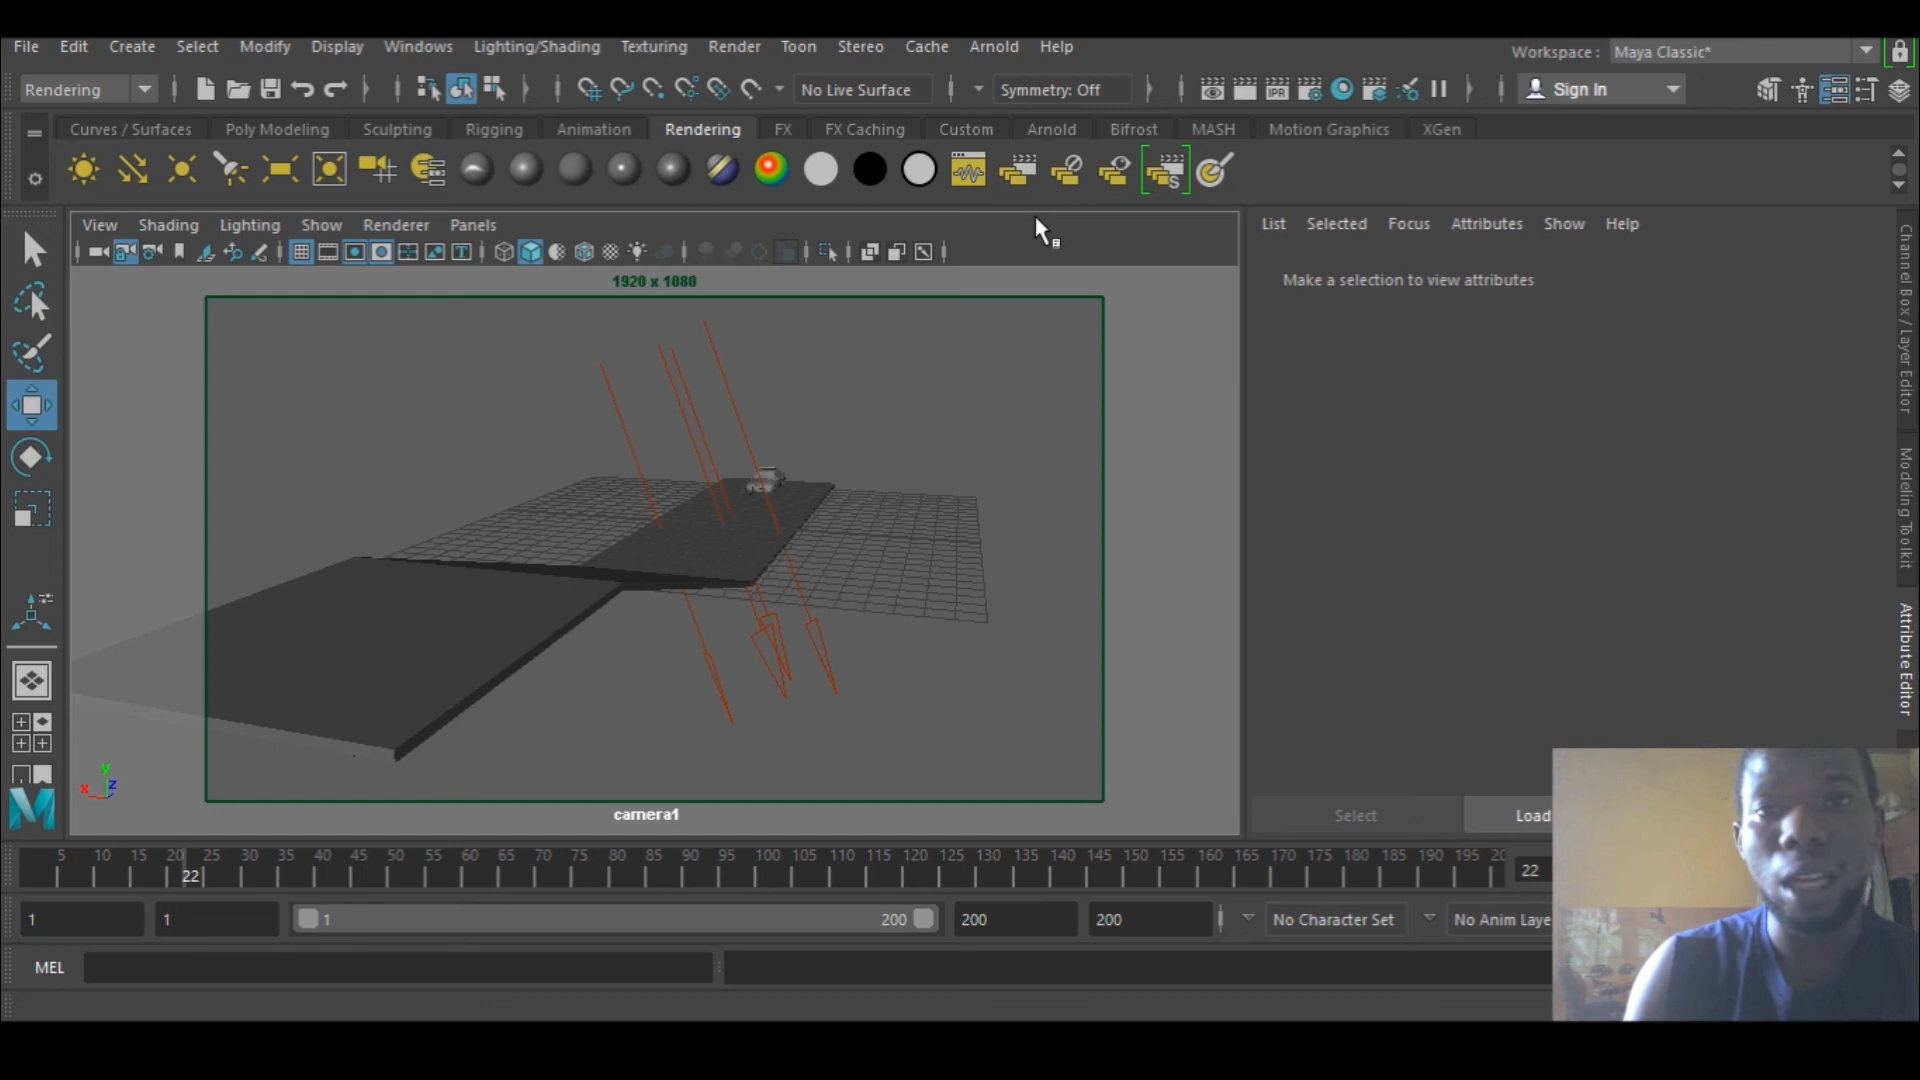 File Edit Create Select Modify Display Windows Lighting/Shading Texturing Render Toon Stereo Cache Arnold Help
Workspace : Maya Classic*
Rendering No Live Surface Symmetry: Off IPR Sign In
Curves / Surfaces Poly Modeling Sculpting Rigging Animation Rendering FX FX Caching Custom Arnold Bifrost MASH Motion Graphics XGen
S
View Shading Lighting Show Renderer Panels
List Selected Focus Attributes Show Help
T
1920 x 1080
Make a selection to view attributes
Channel Box / Layer Editor
Modeling Toolkit
Attribute Editor
y
x z
camera1
Select Load
M
5 10 15 20 25 30 35 40 45 50 55 60 65 70 75 80 85 90 95 100 105 110 115 120 125 130 135 140 145 150 155 160 165 170 175 180 185 190 195 20
22 22
1 1 1 200 200 200 No Character Set No Anim Laye
MEL